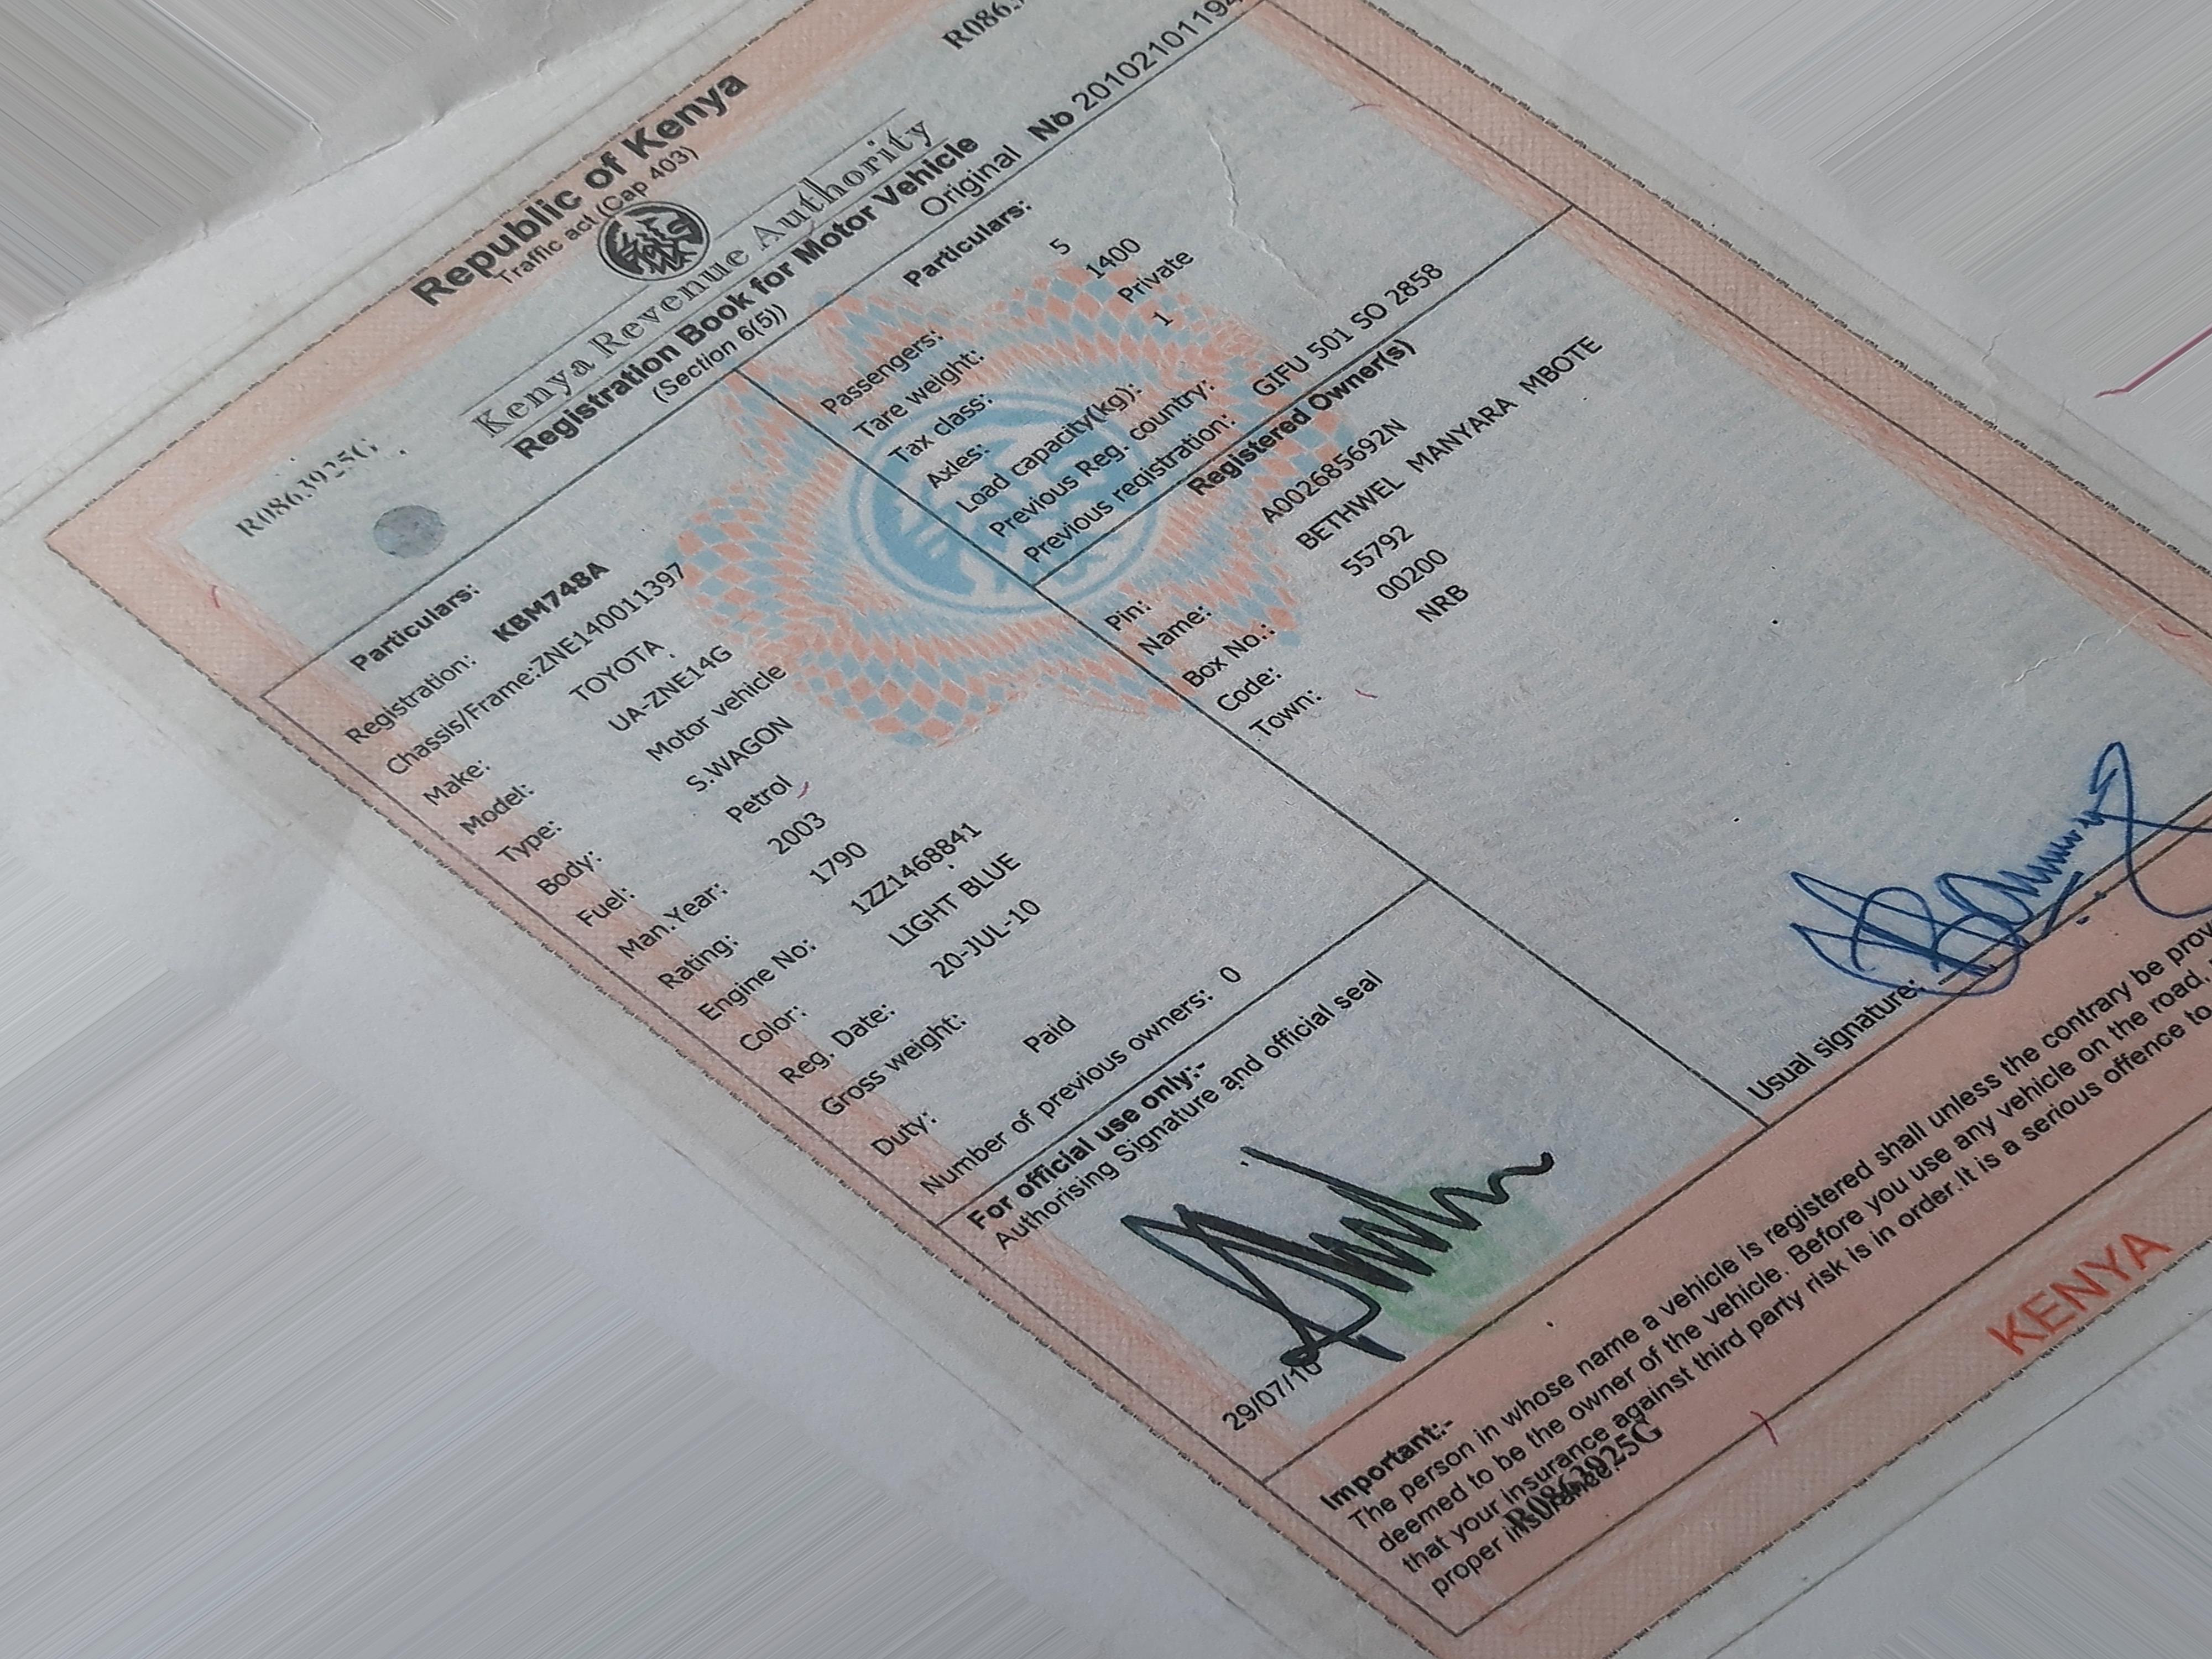 R086
Republic of Kenya
Traffic act (Cap 403)
Kenya Revenue Authority
Registration Book for Motor Vehicle
(Section 6(5))
Original No 20102101194
R0863925G
Particulars:
Registration: KBM748A
Chassis/Frame:ZNE140011397
Make: TOYOTA
Model: UA-ZNE14G
Type: Motor vehicle
Body: S.WAGON
Fuel: Petrol
Man.Year: 2003
Rating: 1790
Engine No: 1ZZ1468841
Color: LIGHT BLUE
Reg. Date: 20-JUL-10
Gross weight:
Duty: Paid
Number of previous owners: 0
Particulars:
Passengers: 5
Tare weight: 1400
Tax class: Private
Axles: 1
Load capacity(kg):
Previous Reg. country:
Previous registration: GIFU 501 SO 2858
Registered Owner(s)
Pin: A002685692N
Name: BETHWEL MANYARA MBOTE
Box No.: 55792
Code: 00200
Town: NRB
Usual signature:
For official use only:-
Authorising Signature and official seal
29/07/10
Important:-
The person in whose name a vehicle is registered shall unless the contrary be
deemed to be the owner of the vehicle. Before you use any vehicle on the road,
that your insurance against third party risk is in order.It is a serious offence to
proper insurance.
R0863925G
KENYA